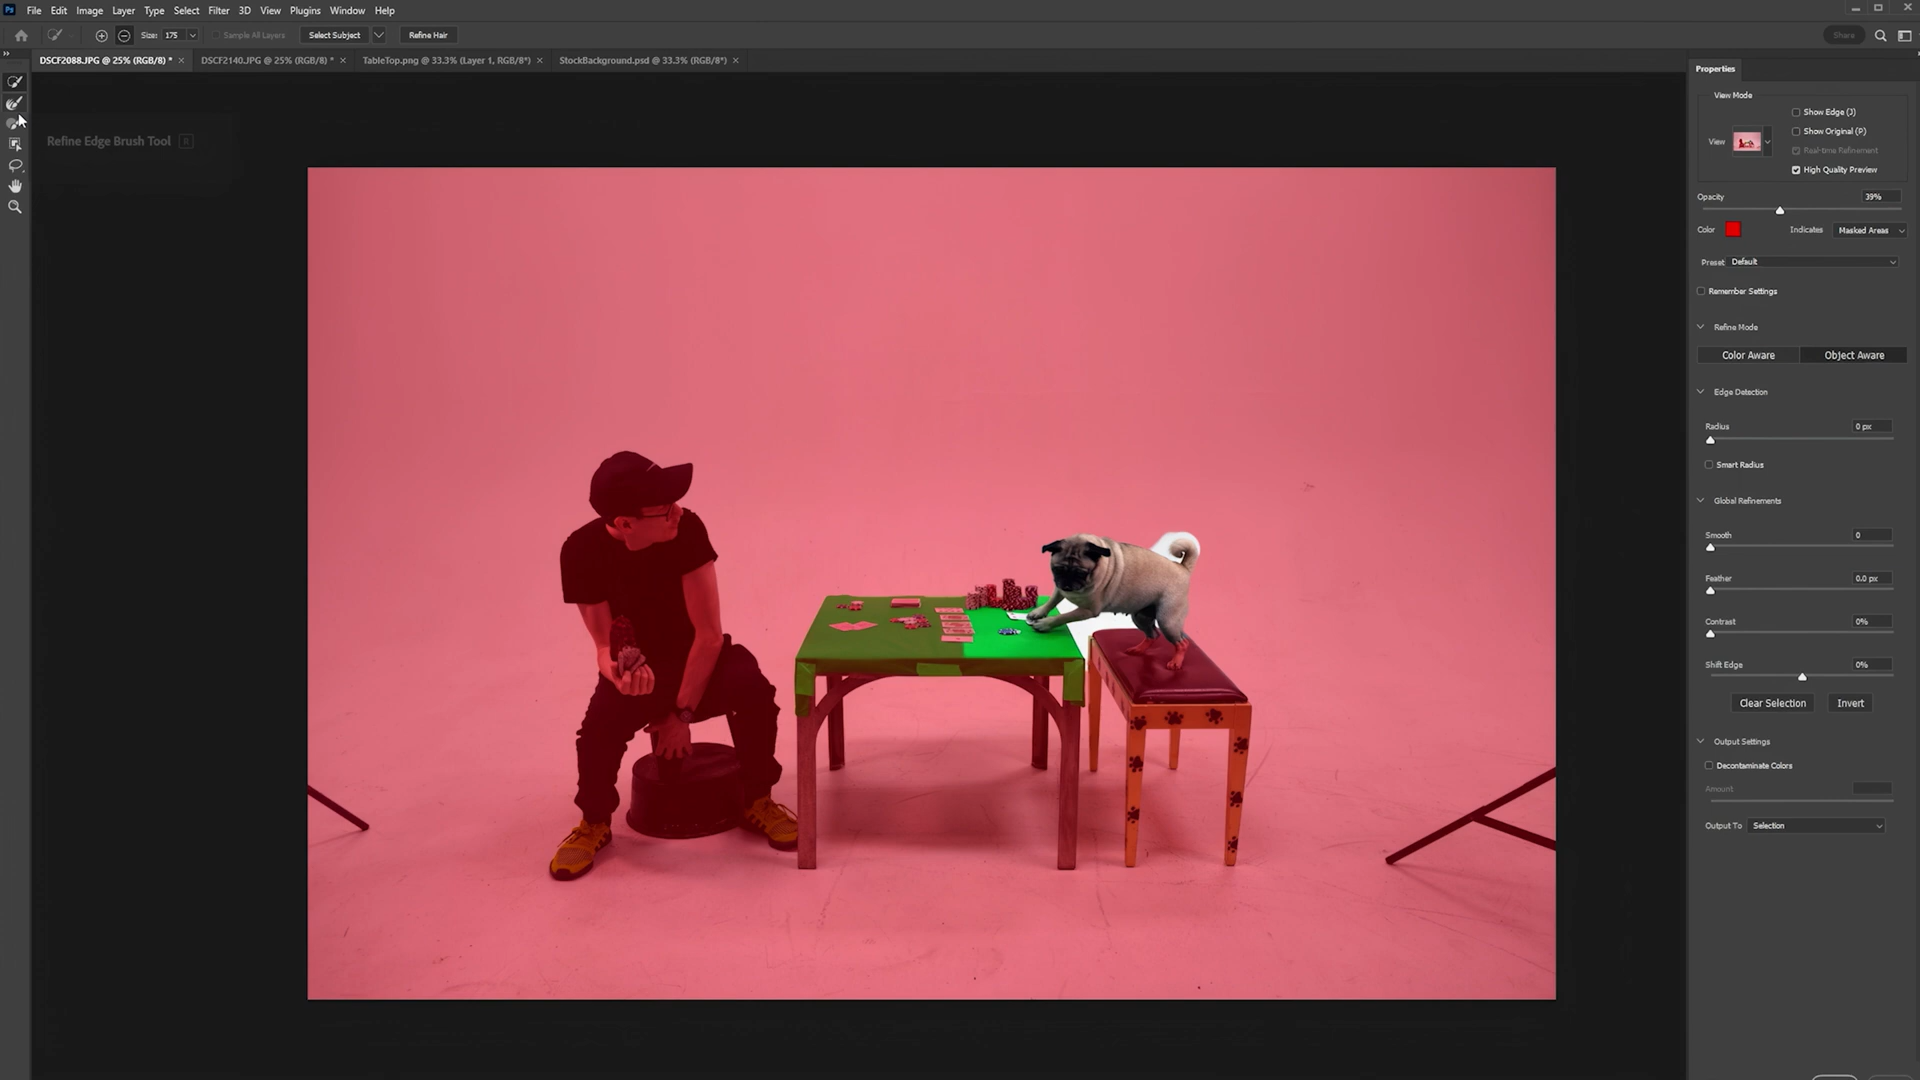 Ps File Edit Image Layer Type Select Filter 3D View Plugins Window Help
Size: 175 Sample All Layers Select Subject Refine Hair Share
DSCF2088.JPG @ 25% (RGB/8) * × DSCF2140.JPG @ 25% (RGB/8) * × TableTop.png @ 33.3% (Layer 1, RGB/8*) × StockBackground.psd @ 33.3% (RGB/8*) ×
Refine Edge Brush Tool R
Properties
View Mode
Show Edge (J)
Show Original (P)
View
Real-time Refinement
High Quality Preview
Opacity 39%
Color Indicates Masked Areas
Preset Default
Remember Settings
Refine Mode
Color Aware Object Aware
Edge Detection
Radius 0 px
Smart Radius
Global Refinements
Smooth 0
Feather 0.0 px
Contrast 0%
Shift Edge 0%
Clear Selection Invert
Output Settings
Decontaminate Colors
Amount
Output To Selection